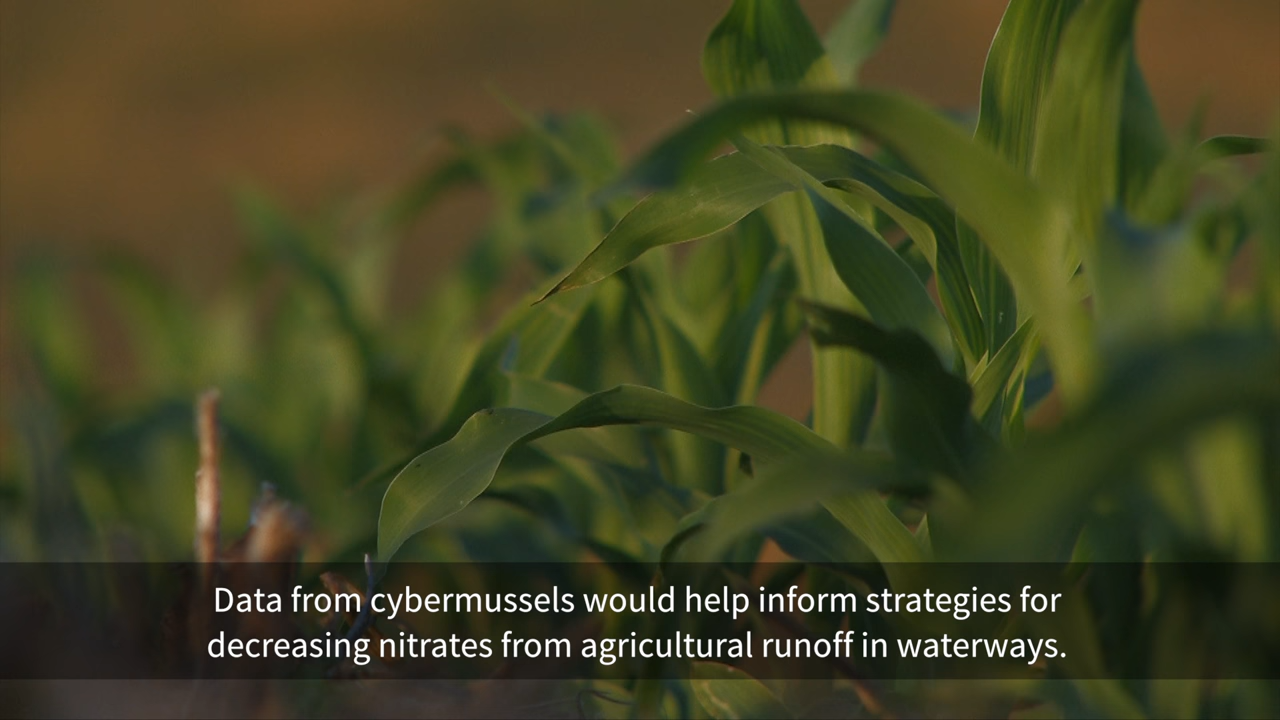 Data from cybermussels would help inform strategies for
decreasing nitrates from agricultural runoff in waterways.